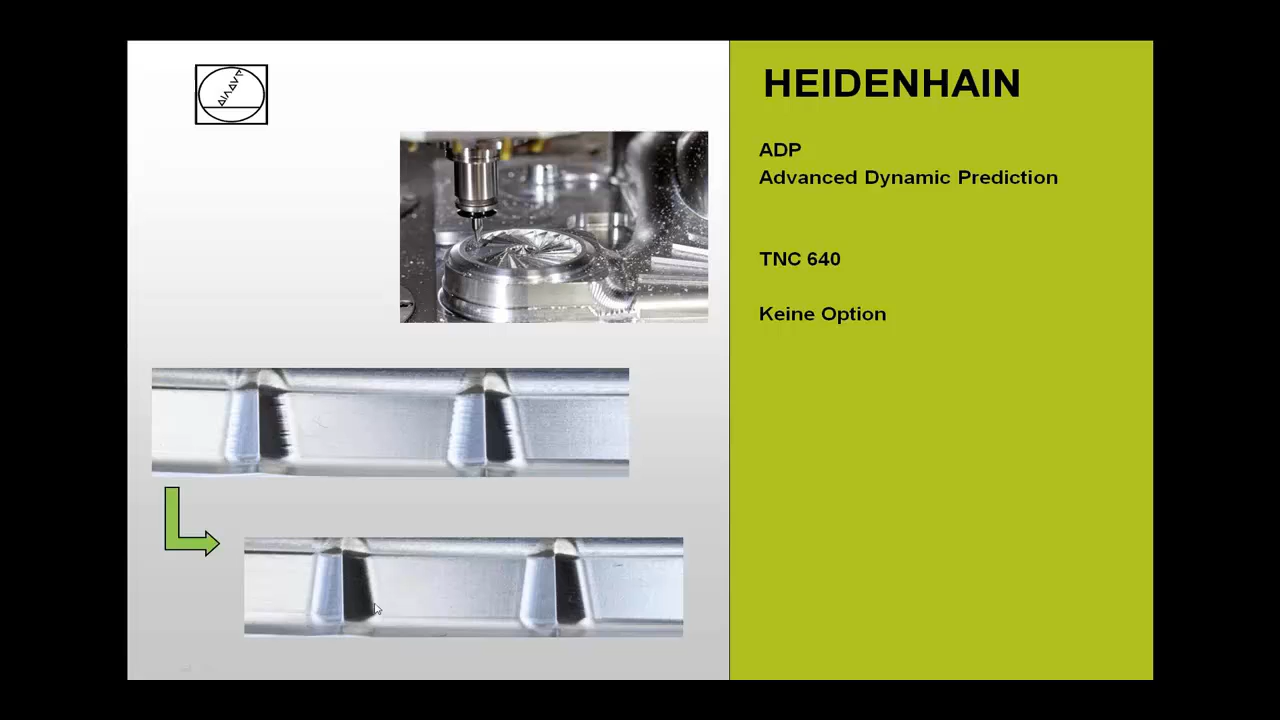 HEIDENHAIN
ADP
Advanced Dynamic Prediction
TNC 640
Keine Option